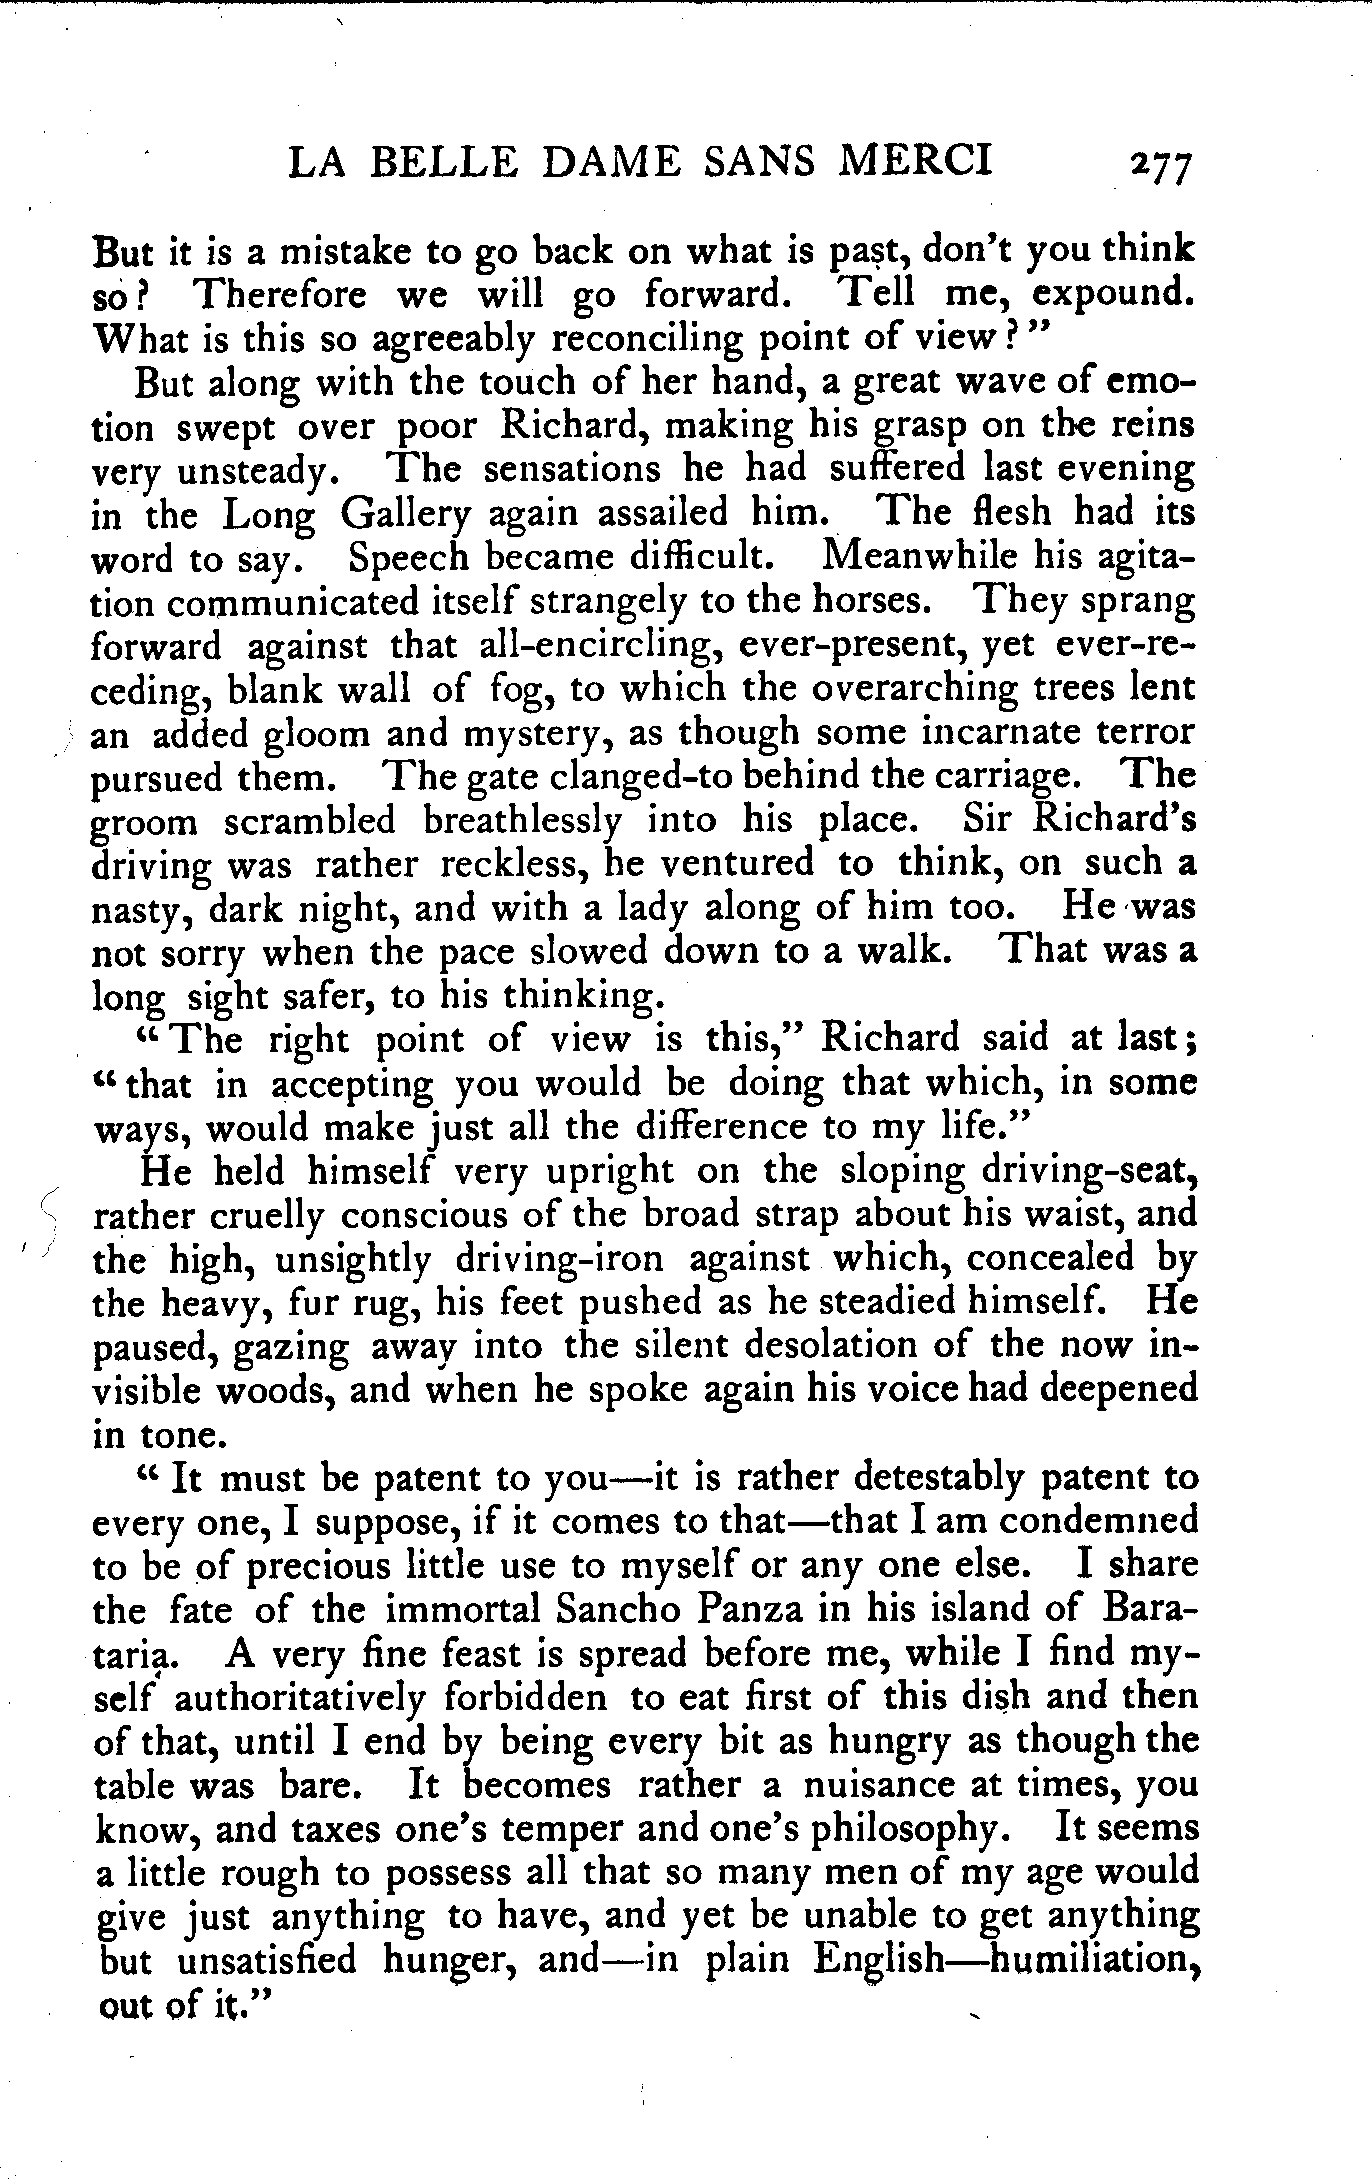 LA BELLE DAME SANS MERCI 277
But it is a mistake to go back on what is past, don't you think
so? Therefore we will go forward. Tell me, expound.
What is this so agreeably reconciling point of view?"
But along with the touch of her hand, a great wave of emo-
tion swept over poor Richard, making his grasp on the reins
very unsteady. The sensations he had suffered last evening
in the Long Gallery again assailed him. The flesh had its
word to say. Speech became difficult. Meanwhile his agita-
tion communicated itself strangely to the horses. They sprang
forward against that all-encircling, ever-present, yet ever-re-
ceding, blank wall of fog, to which the overarching trees lent
an added gloom and mystery, as though some incarnate terror
pursued them. The gate clanged-to behind the carriage. The
groom scrambled breathlessly into his place. Sir Richard's
driving was rather reckless, he ventured to think, on such a
nasty, dark night, and with a lady along of him too. He was
not sorry when the pace slowed down to a walk. That was a
long sight safer, to his thinking.
"The right point of view is this," Richard said at last;
"that in accepting you would be doing that which, in some
ways, would make just all the difference to my life."
He held himself very upright on the sloping driving-seat,
rather cruelly conscious of the broad strap about his waist, and
the high, unsightly driving-iron against which, concealed by
the heavy, fur rug, his feet pushed as he steadied himself. He
paused, gazing away into the silent desolation of the now in-
visible woods, and when he spoke again his voice had deepened
in tone.
"It must be patent to you—it is rather detestably patent to
every one, I suppose, if it comes to that—that I am condemned
to be of precious little use to myself or any one else. I share
the fate of the immortal Sancho Panza in his island of Bara-
taria. A very fine feast is spread before me, while I find my-
self authoritatively forbidden to eat first of this dish and then
of that, until I end by being every bit as hungry as though the
table was bare. It becomes rather a nuisance at times, you
know, and taxes one's temper and one's philosophy. It seems
a little rough to possess all that so many men of my age would
give just anything to have, and yet be unable to get anything
but unsatisfied hunger, and—in plain English—humiliation,
out of it."